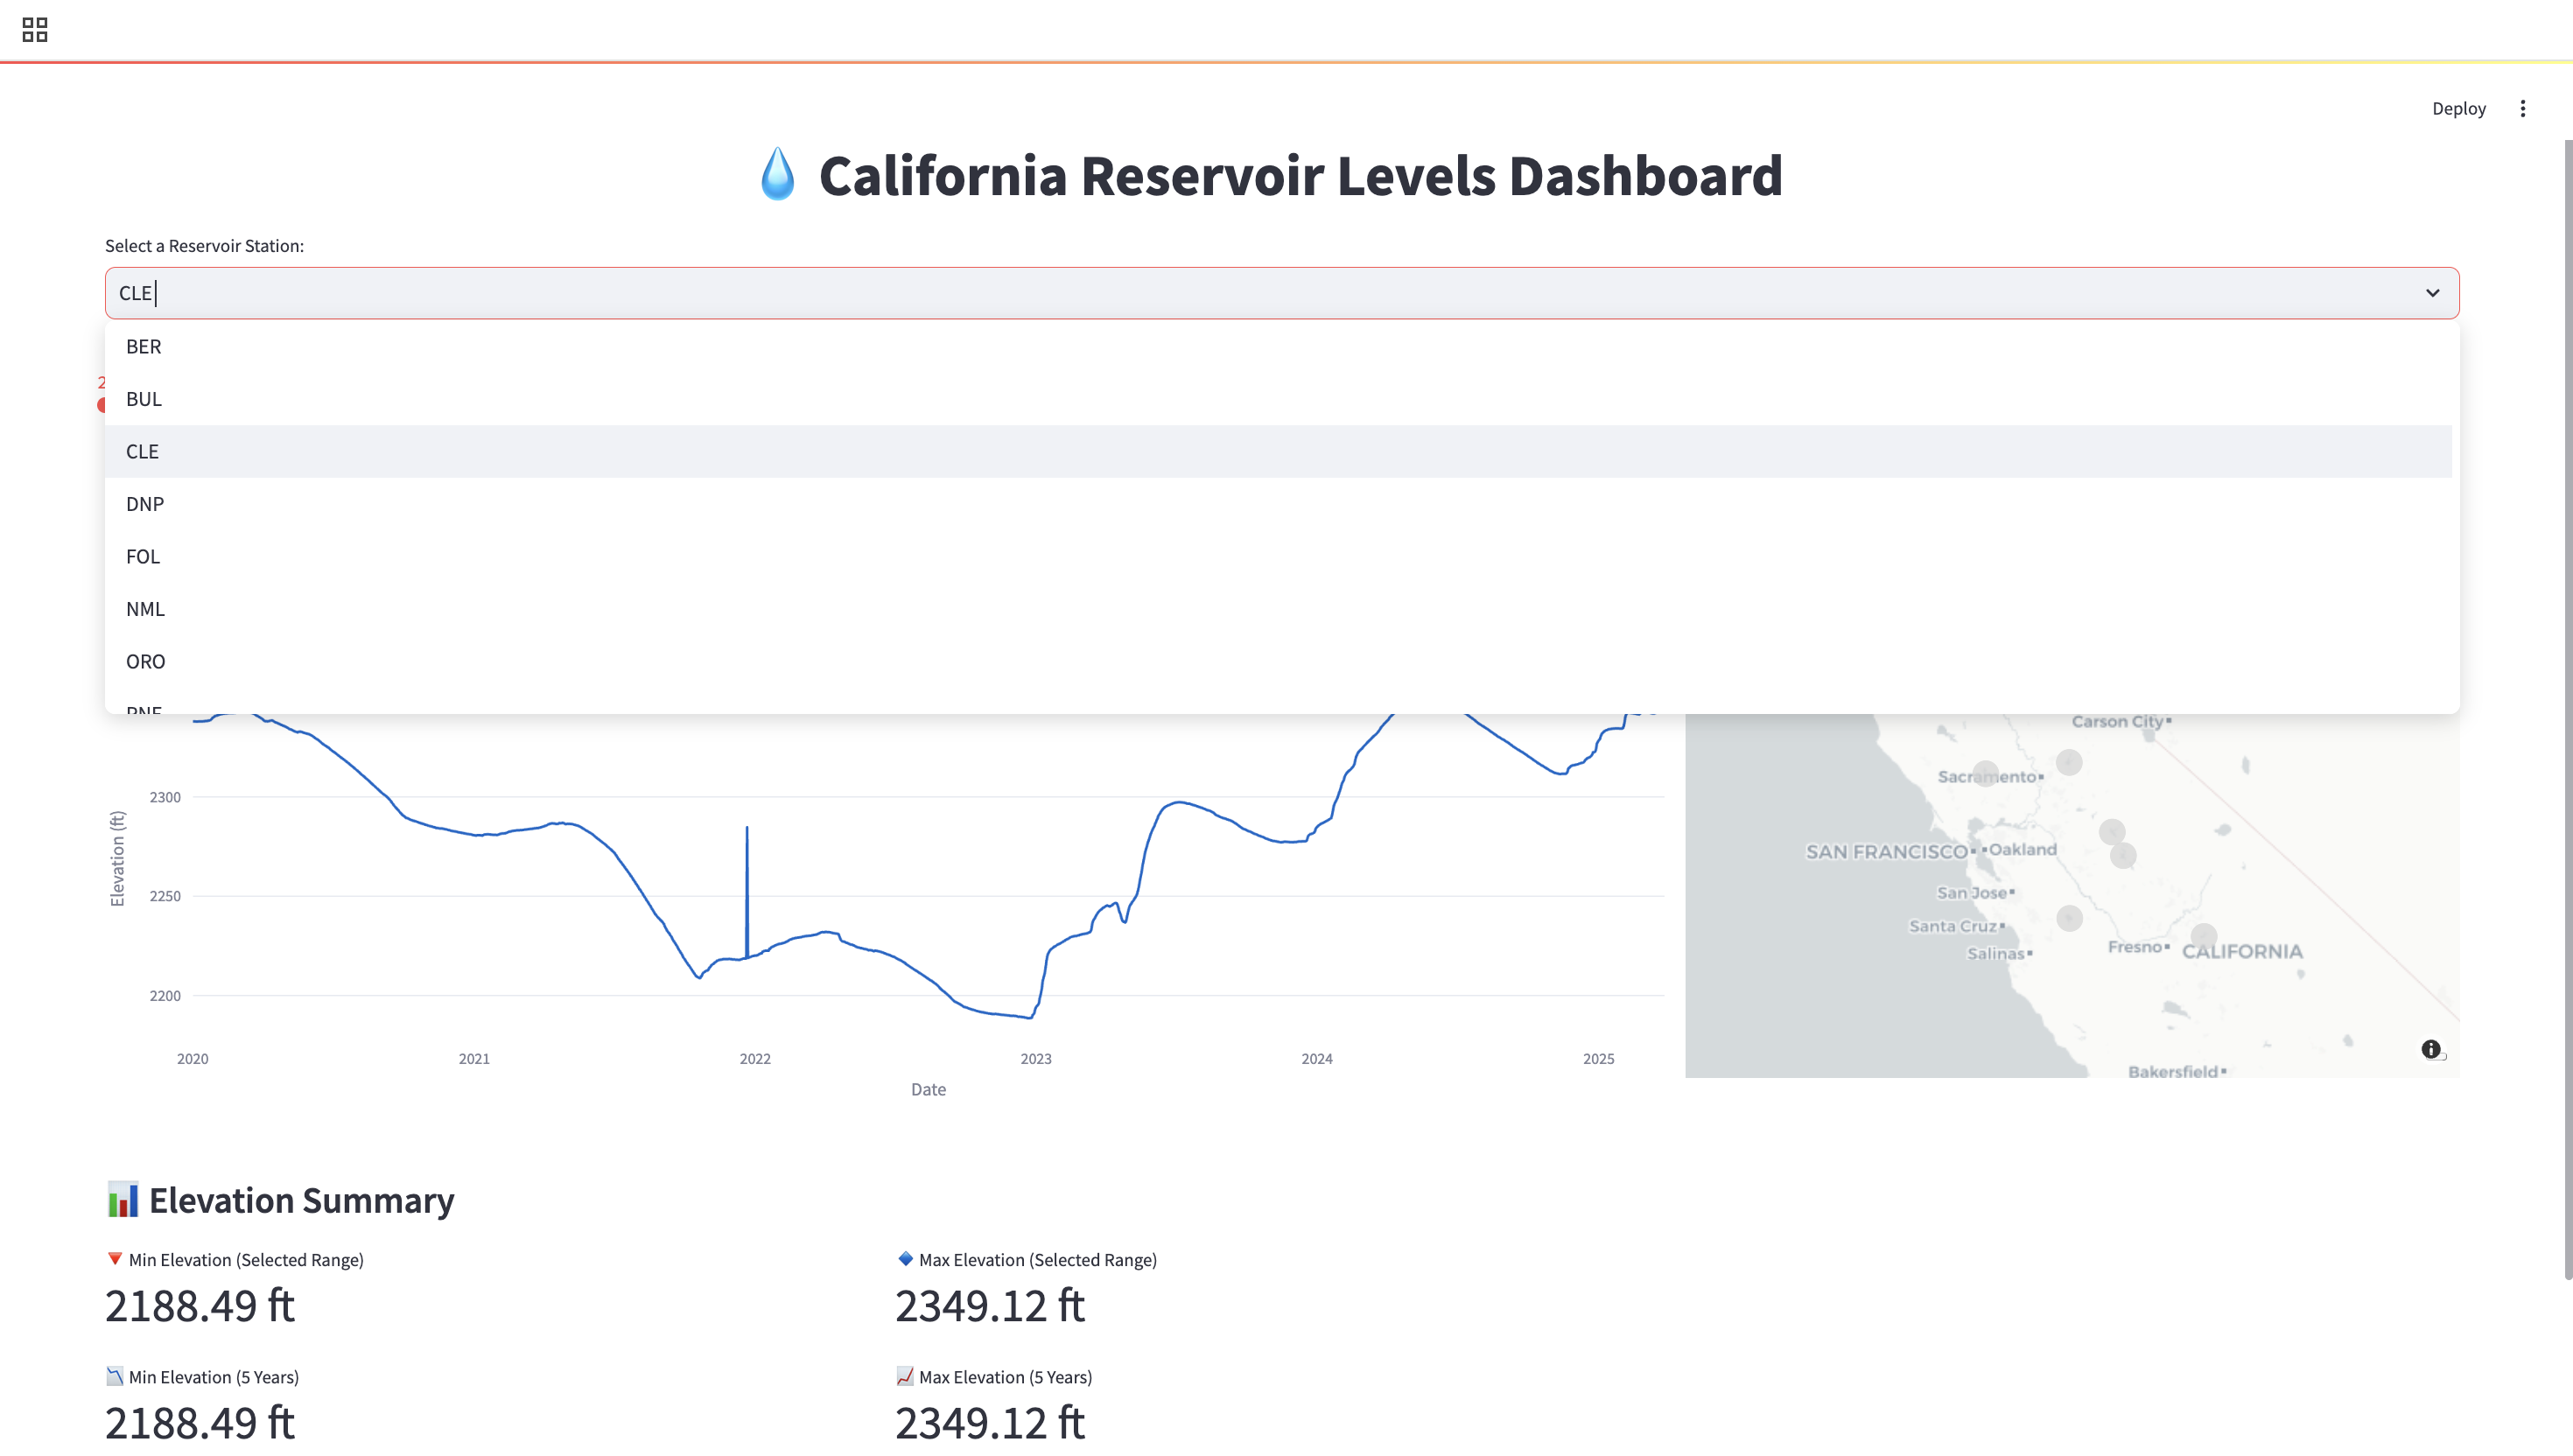 Deploy
California Reservoir Levels Dashboard
Select a Reservoir Station:
CLE
BER
BUL
CLE
DNP
FOL
NML
ORO
2300
2250
2200
Elevation (ft)
2020 2021 2022 2023 2024 2025
Date
Carson City
Sacramento
SAN FRANCISCO Oakland
San Jose
Santa Cruz
Salinas
Fresno CALIFORNIA
Bakersfield
Elevation Summary
Min Elevation (Selected Range) Max Elevation (Selected Range)
2188.49 ft 2349.12 ft
Min Elevation (5 Years) Max Elevation (5 Years)
2188.49 ft 2349.12 ft